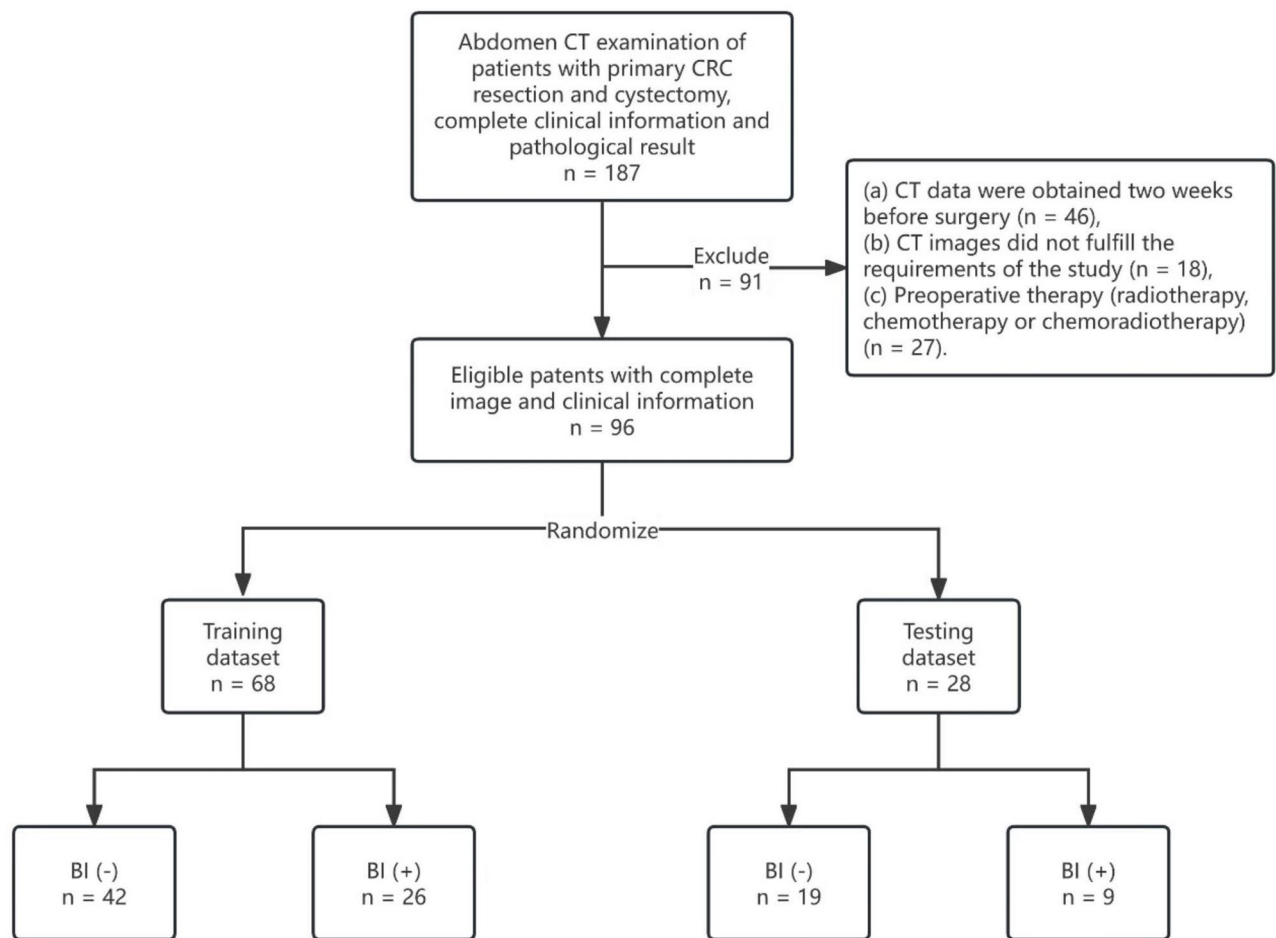 Abdomen CT examination of
patients with primary CRC
resection and cystectomy,
complete clinical information and
pathological result
n = 187
Exclude
n = 91
(a) CT data were obtained two weeks
before surgery (n = 46),
(b) CT images did not fulfill the
requirements of the study (n = 18),
(c) Preoperative therapy (radiotherapy,
chemotherapy or chemoradiotherapy)
(n = 27).
Eligible patents with complete
image and clinical information
n = 96
Randomize
Training
dataset
n = 68
Testing
dataset
n = 28
BI (-)
n = 42
BI (+)
n = 26
BI (-)
n = 19
BI (+)
n = 9